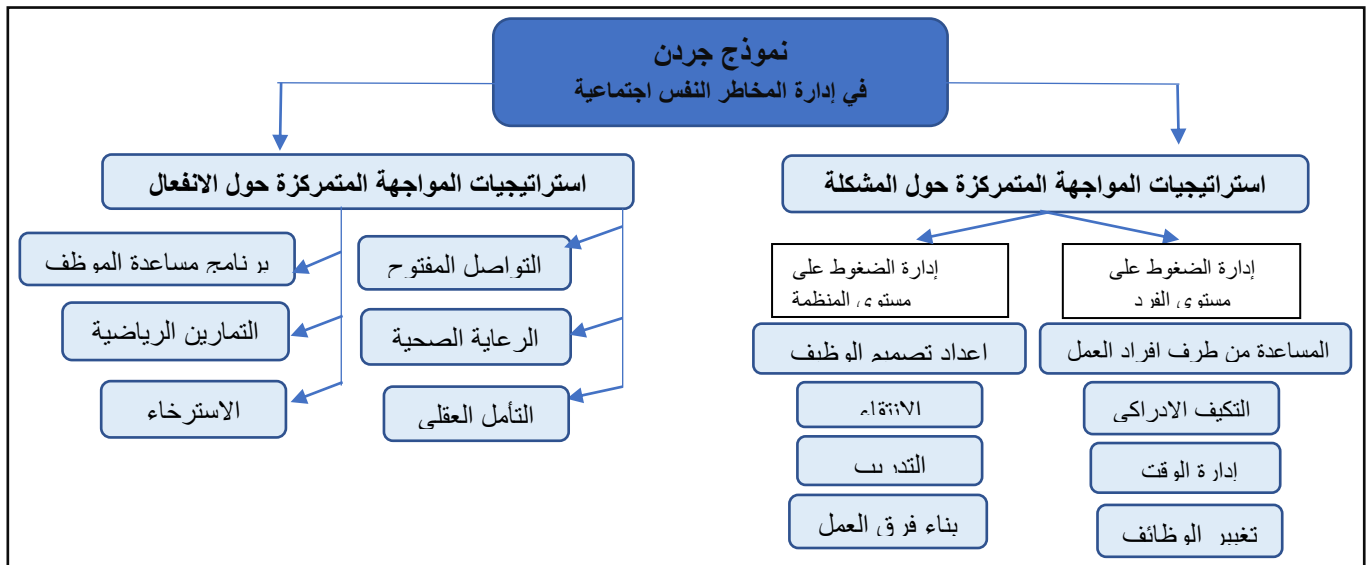 نموذج جردن
في إدارة المخاطر النفس اجتماعية
استراتيجيات المواجهة المتمركزة حول المشكلة
إدارة الضغوط على
مستوى الفرد
المساعدة من طرف افراد العمل
التكيف الادراكي
إدارة الوقت
تغيير الوظائف
إدارة الضغوط على
مستوى المنظمة
اعداد تصميم الوظيف
الانتقاء
التدريب
بناء فرق العمل
استراتيجيات المواجهة المتمركزة حول الانفعال
التواصل المفتوح
الرعاية الصحية
التأمل العقلي
برنامج مساعدة الموظف
التمارين الرياضية
الاسترخاء